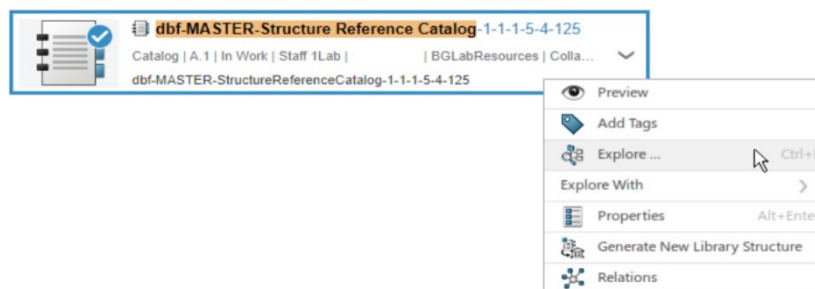 dbf-MASTER-Structure Reference Catalog-1-1-1-5-4-125
Catalog | A.1 | In Work | Staff 1Lab | | BGLabResources | Colla...
dbf-MASTER-StructureReferenceCatalog-1-1-1-5-4-125
Preview
Add Tags
Explore ... Ctrl+
Explore With
Properties Alt+Ente
Generate New Library Structure
Relations